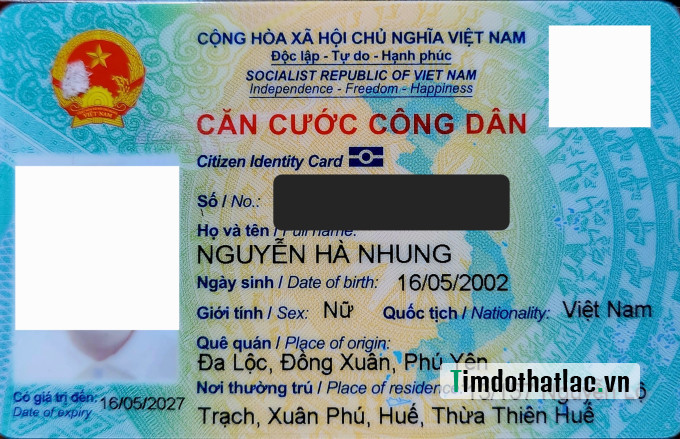 CỘNG HÒA XÃ HỘI CHỦ NGHĨA VIỆT NAM
Độc lập - Tự do - Hạnh phúc
SOCIALIST REPUBLIC OF VIET NAM
Independence - Freedom - Happiness
CĂN CƯỚC CÔNG DÂN
Citizen Identity Card
Số / No.:
Họ và tên / Full name:
NGUYỄN HÀ NHUNG
Ngày sinh / Date of birth: 16/05/2002
Giới tính / Sex: Nữ Quốc tịch / Nationality: Việt Nam
Quê quán / Place of origin:
Đa Lộc, Đồng Xuân, Phú Yên
Nơi thường trú / Place of residence
Timdothatlac.vn
Trạch, Xuân Phú, Huế, Thừa Thiên Huế
Có giá trị đến: 16/05/2027
Date of expiry
VIỆT NAM